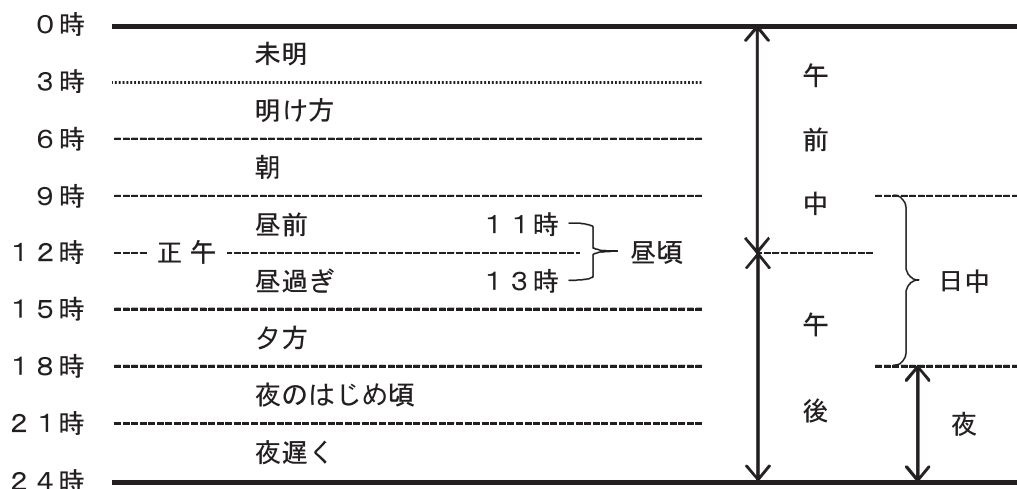 ０時
未明
３時
明け方
６時
朝
９時
昼前 １１時
１２時 正午 昼頃
昼過ぎ １３時
１５時
夕方
１８時
夜のはじめ頃
２１時
夜遅く
２４時
午前中
午後
日中
夜